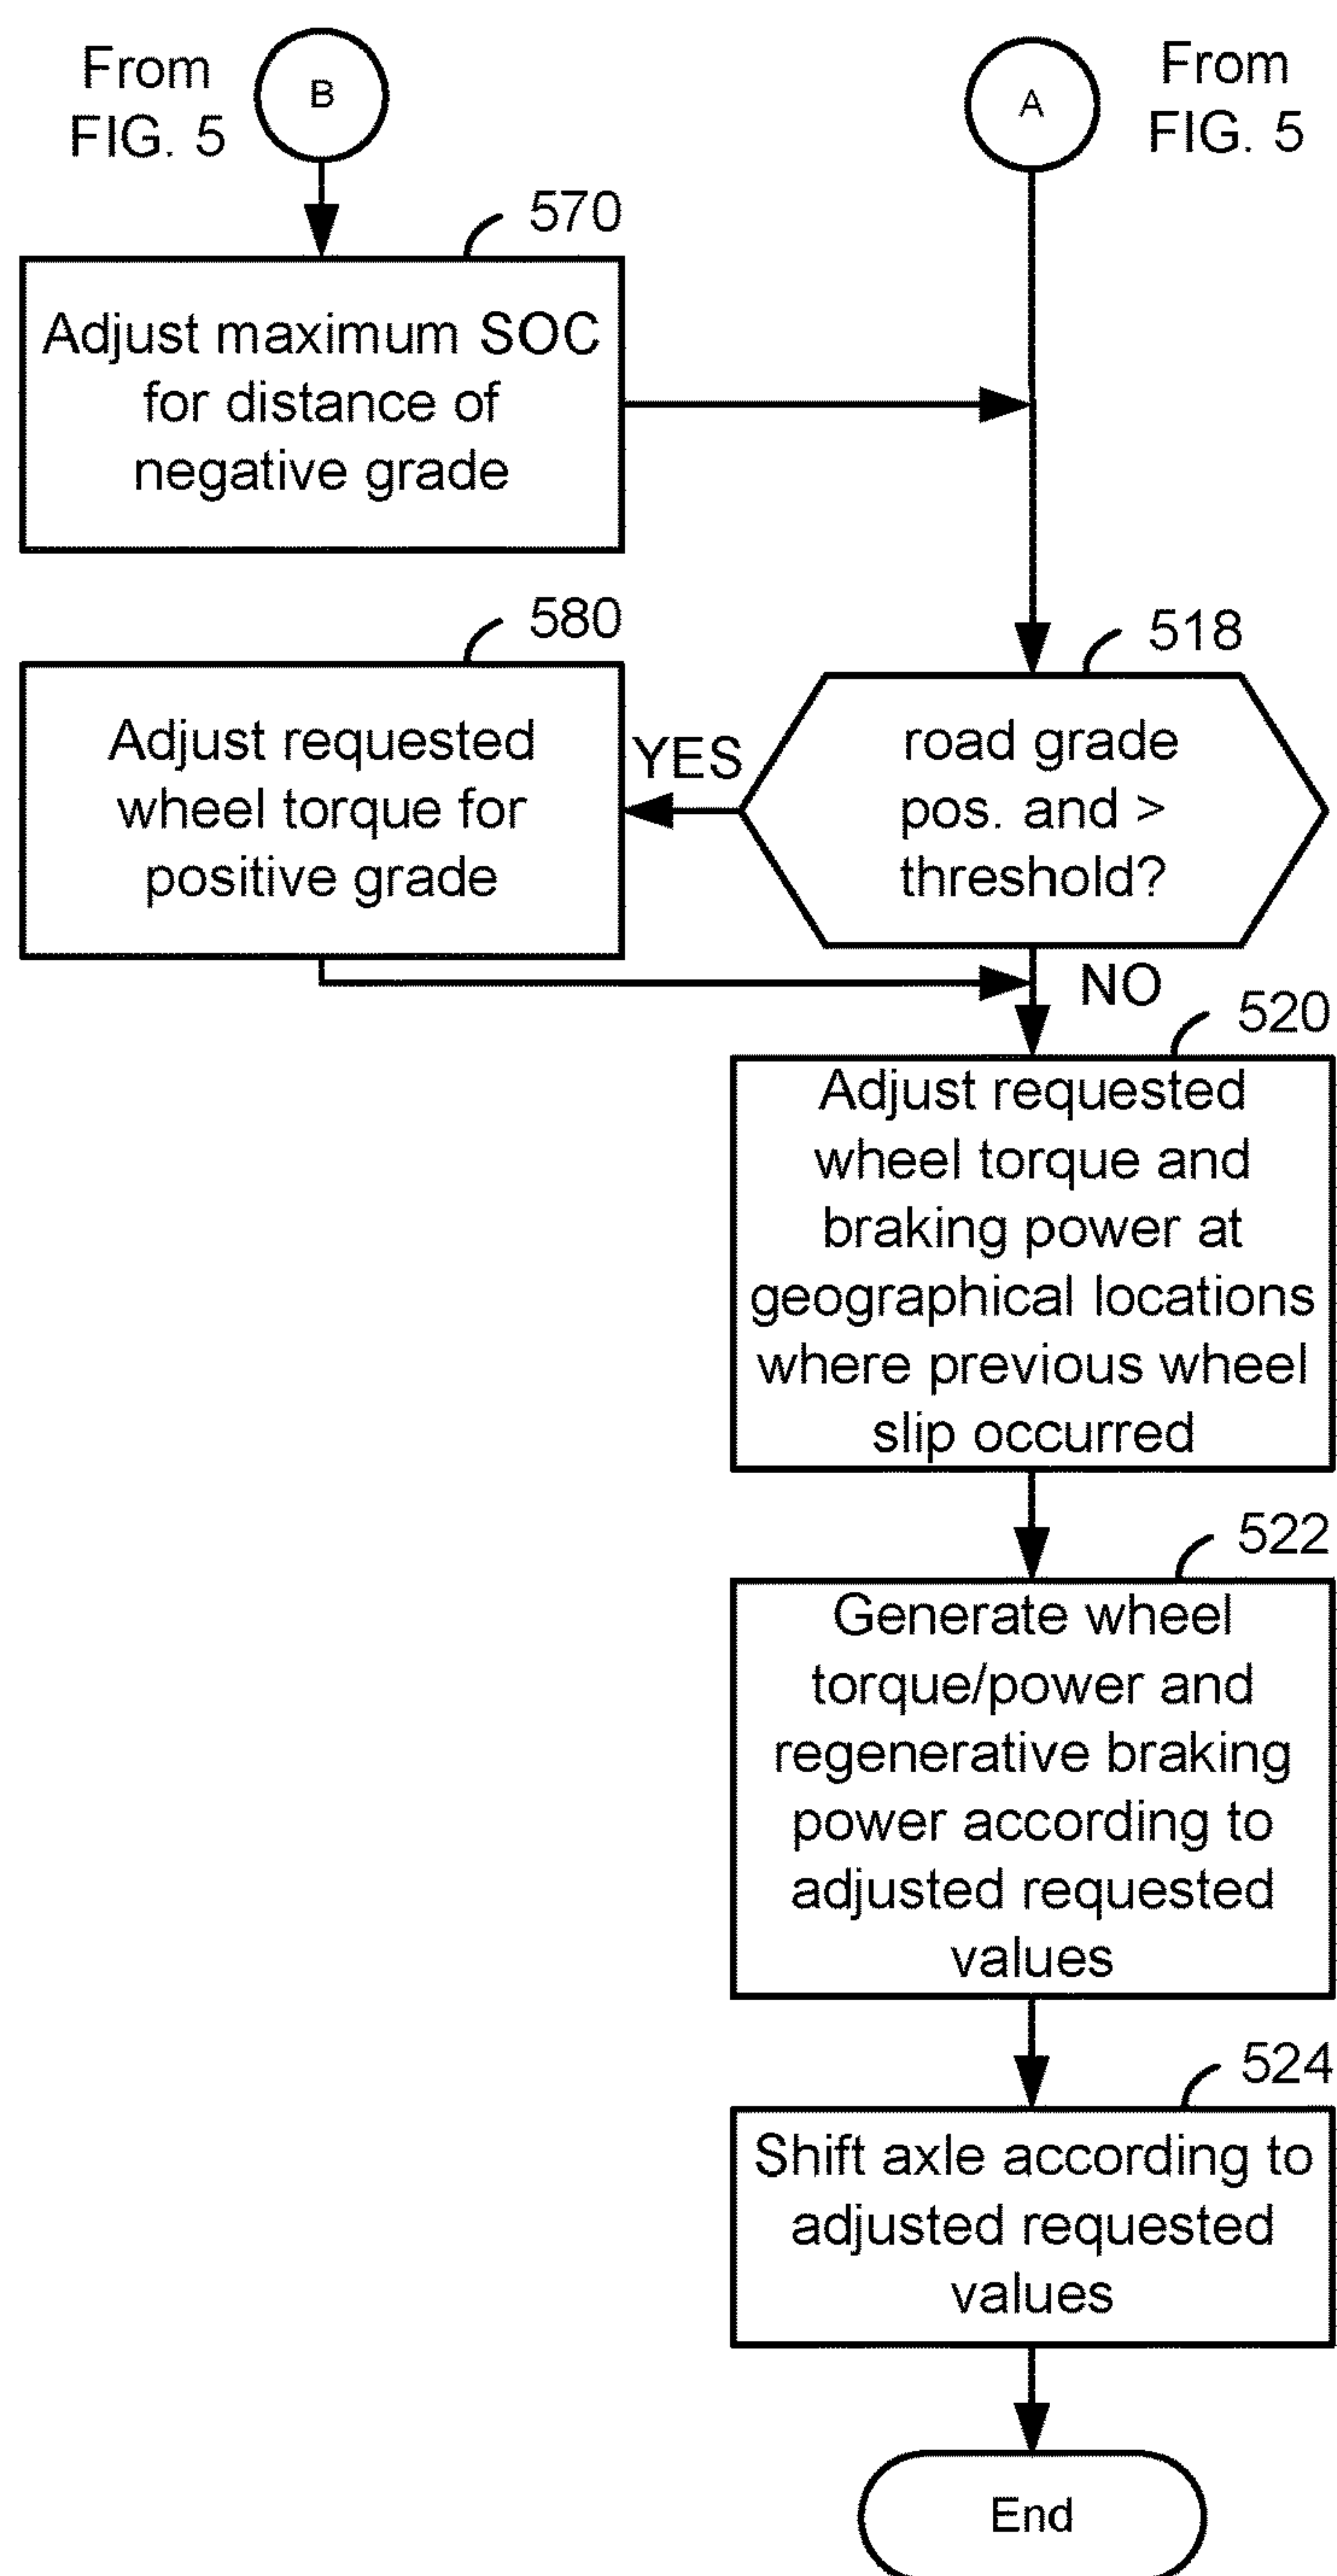 From
FIG. 5
B
A
From
FIG. 5
570
Adjust maximum SOC
for distance of
negative grade
580
Adjust requested
wheel torque for
positive grade
YES
518
road grade
pos. and >
threshold?
NO
520
Adjust requested
wheel torque and
braking power at
geographical locations
where previous wheel
slip occurred
522
Generate wheel
torque/power and
regenerative braking
power according to
adjusted requested
values
524
Shift axle according to
adjusted requested
values
End